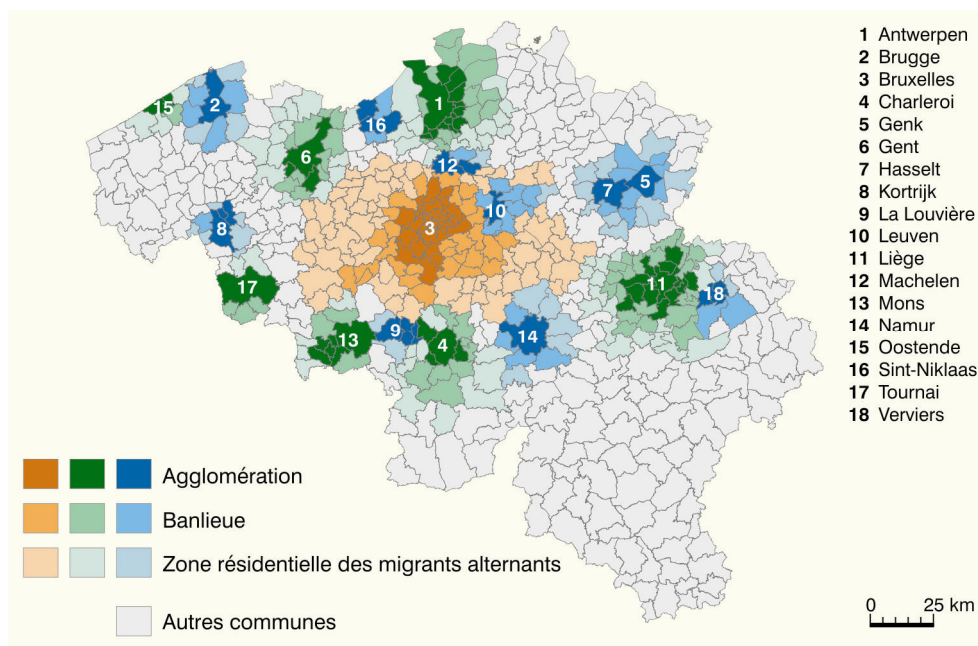 1 Antwerpen
2 Brugge
3 Bruxelles
4 Charleroi
5 Genk
6 Gent
7 Hasselt
8 Kortrijk
9 La Louvière
10 Leuven
11 Liège
12 Machelen
13 Mons
14 Namur
15 Oostende
16 Sint-Niklaas
17 Tournai
18 Verviers
15
2
1
16
6
12
7
5
10
3
8
17
11
18
9
13
4
14
Agglomération
Banlieue
Zone résidentielle des migrants alternants
Autres communes
0 25 km